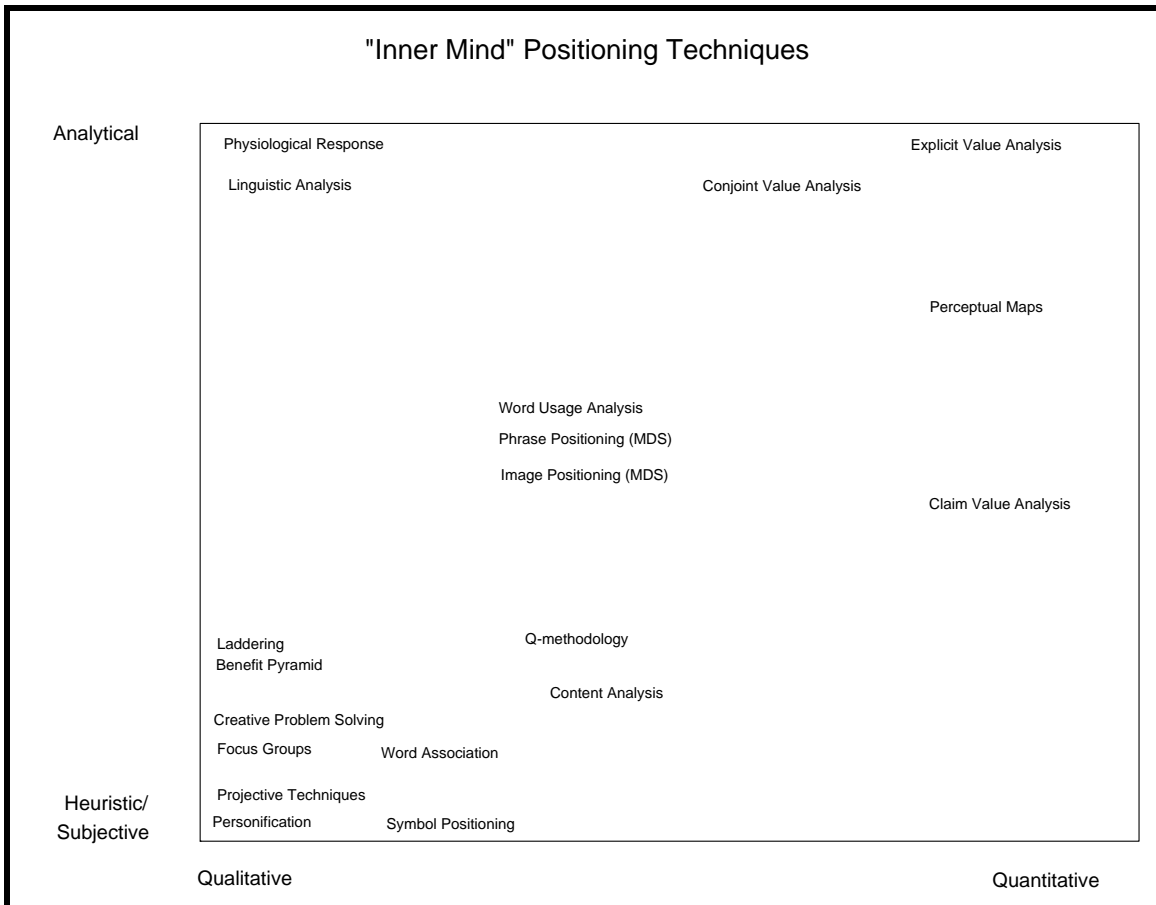 "Inner Mind" Positioning Techniques
Analytical
Physiological Response
Explicit Value Analysis
Linguistic Analysis
Conjoint Value Analysis
Perceptual Maps
Word Usage Analysis
Phrase Positioning (MDS)
Image Positioning (MDS)
Claim Value Analysis
Laddering
Q-methodology
Benefit Pyramid
Content Analysis
Creative Problem Solving
Focus Groups
Word Association
Projective Techniques
Heuristic/
Subjective
Personification
Symbol Positioning
Qualitative
Quantitative